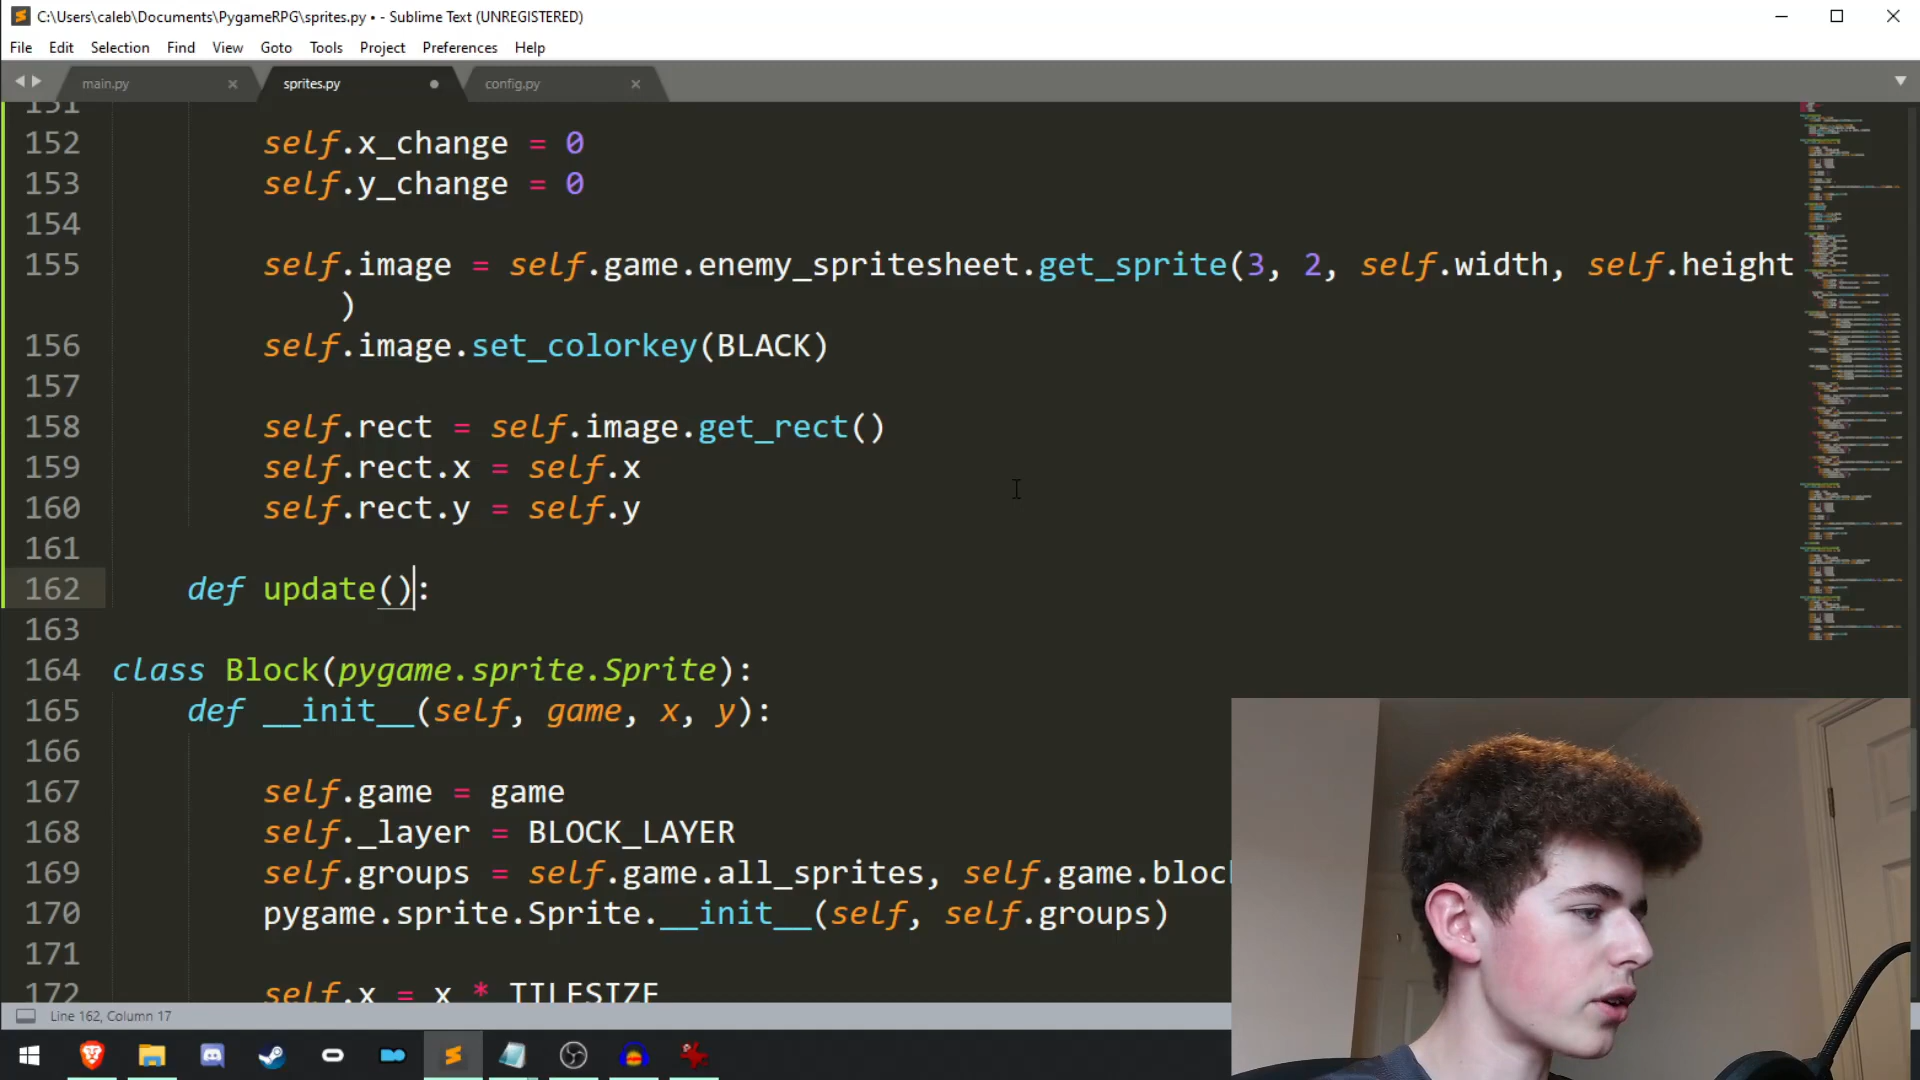 C:\Users\caleb\Documents\PygameRPG\sprites.py • - Sublime Text (UNREGISTERED)
File Edit Selection Find View Goto Tools Project Preferences Help
main.py sprites.py config.py
151
152 self.x_change = 0
153 self.y_change = 0
154
155 self.image = self.game.enemy_spritesheet.get_sprite(3, 2, self.width, self.height
)
156 self.image.set_colorkey(BLACK)
157
158 self.rect = self.image.get_rect()
159 self.rect.x = self.x
160 self.rect.y = self.y
161
162 def update():
163
164 class Block(pygame.sprite.Sprite):
165 def __init__(self, game, x, y):
166
167 self.game = game
168 self._layer = BLOCK_LAYER
169 self.groups = self.game.all_sprites, self.game.bloc
170 pygame.sprite.Sprite.__init__(self, self.groups)
171
172 self.x = x * TILESIZE
Line 162, Column 17